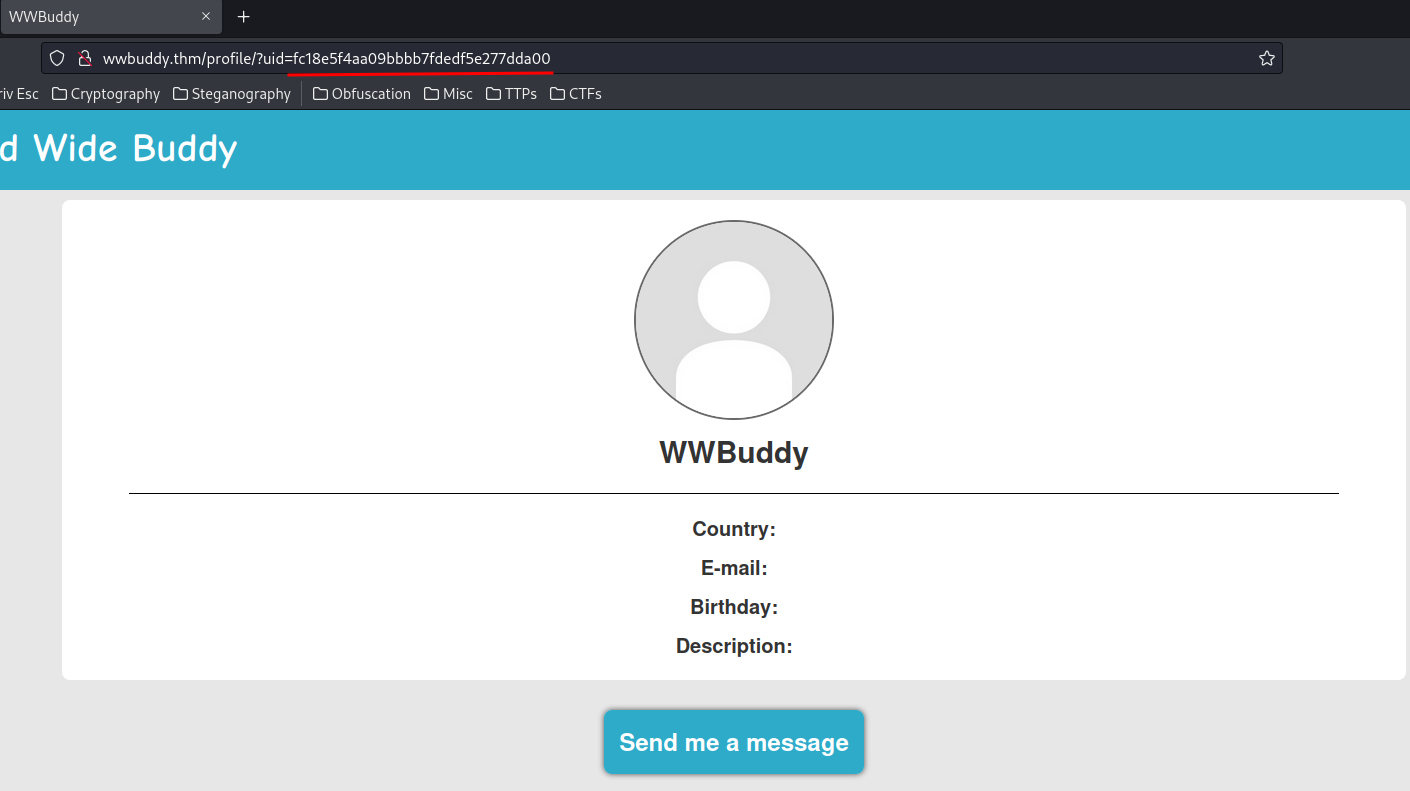 WWBuddy
wwbuddy.thm/profile/?uid=fc18e5f4aa09bbbb7fdedf5e277dda00
riv Esc Cryptography Steganography Obfuscation Misc TTPs CTFs
d Wide Buddy
WWBuddy
Country:
E-mail:
Birthday:
Description:
Send me a message